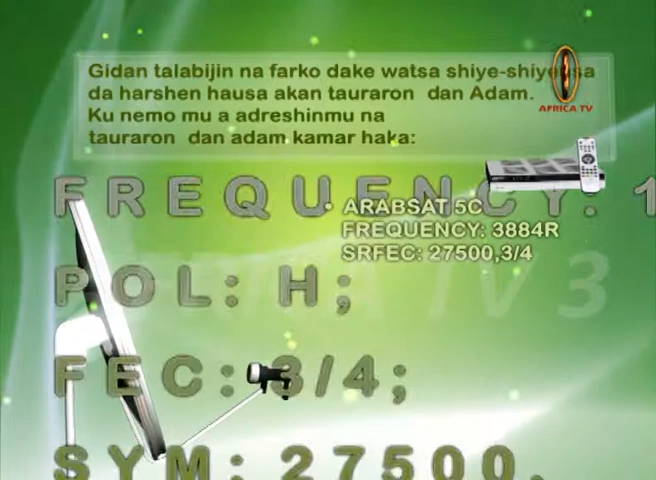 Gidan talabijin na farko dake watsa shiye-shiyensa
da harshen hausa akan tauraron dan Adam.
Ku nemo mu a adreshinmu na
tauraron dan adam kamar haka:
AFRICA TV
FREQUENCY: 1
• ARABSAT 5C
FREQUENCY: 3884R
SRFEC: 27500,3/4
POL: H;
TV 3
FEC: 3/4;
SYM: 27500,